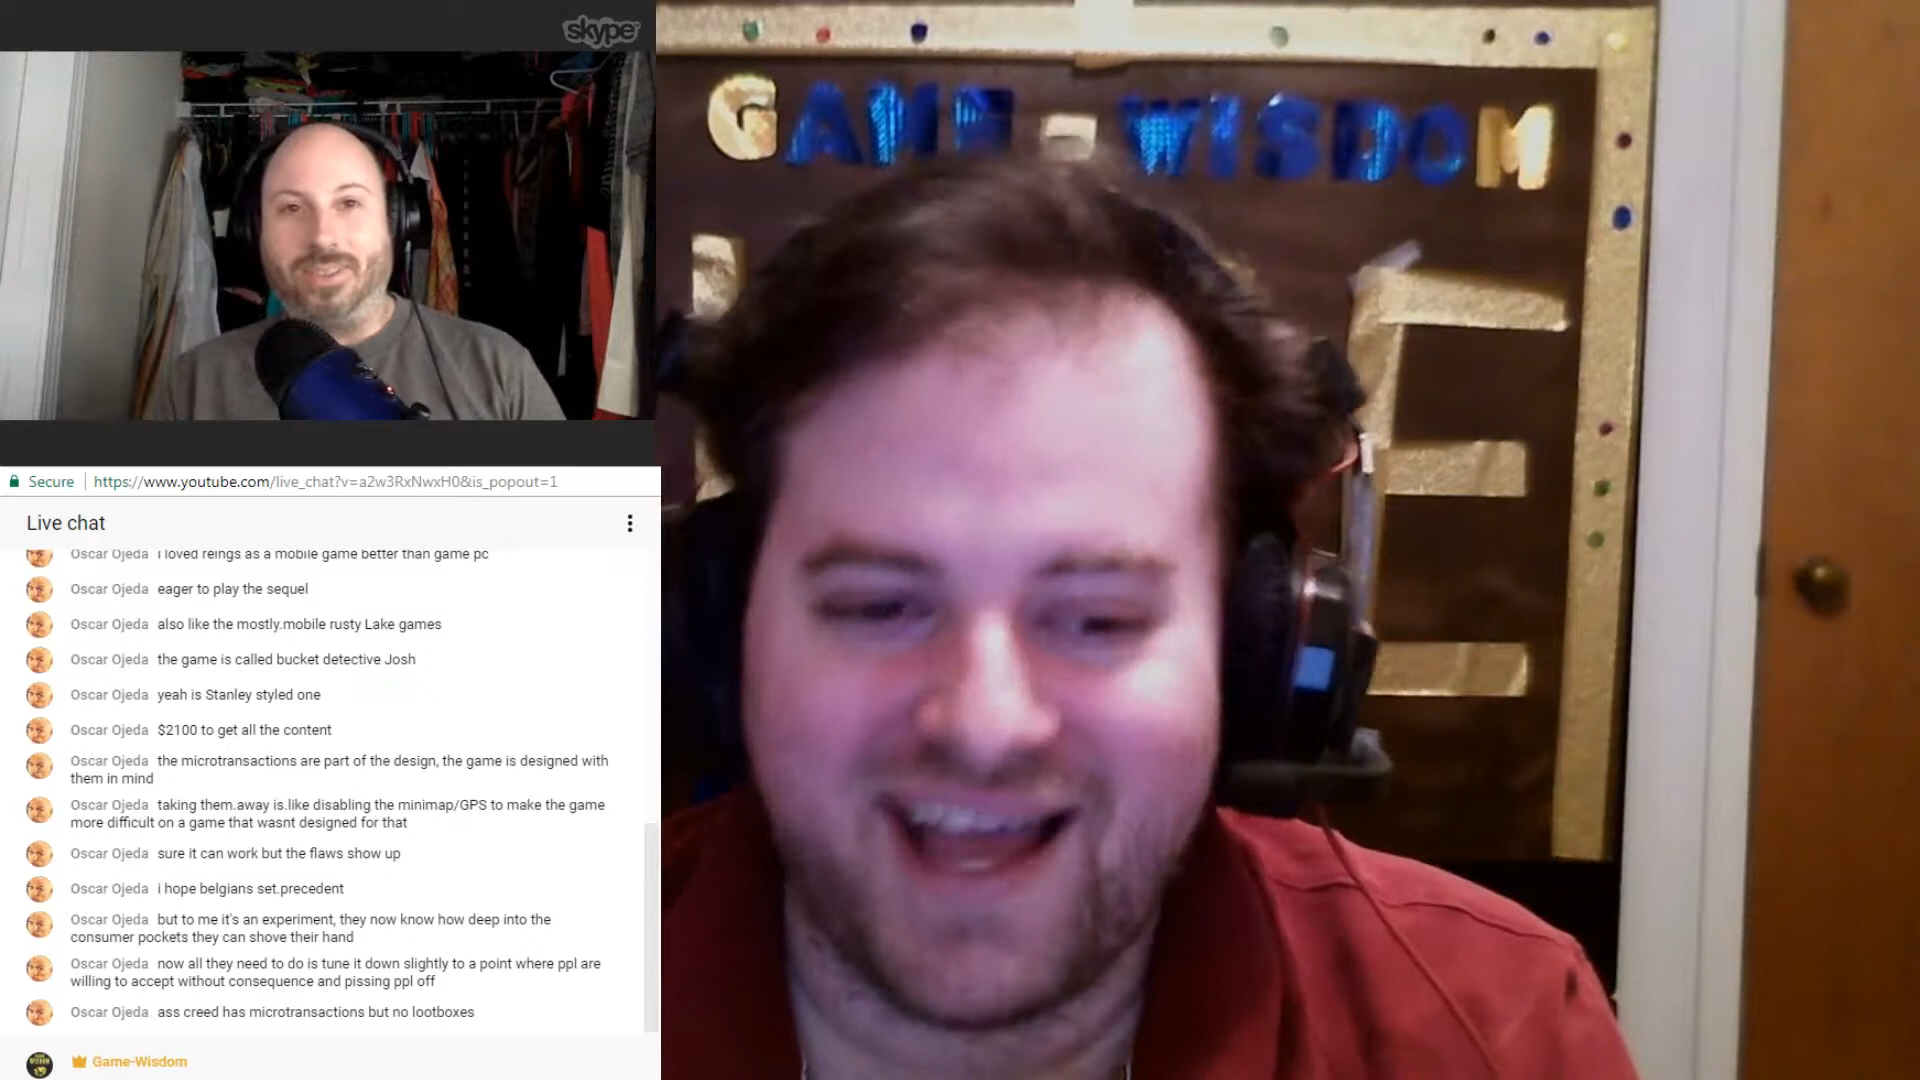 skype
GAME-WISDOM
Secure https://www.youtube.com/live_chat?v=a2w3RxNwxH0&is_popout=1
Live chat
Oscar Ojeda i loved reings as a mobile game better than game pc
Oscar Ojeda eager to play the sequel
Oscar Ojeda also like the mostly.mobile rusty Lake games
Oscar Ojeda the game is called bucket detective Josh
Oscar Ojeda yeah is Stanley styled one
Oscar Ojeda $2100 to get all the content
Oscar Ojeda the microtransactions are part of the design, the game is designed with
them in mind
Oscar Ojeda taking them.away is.like disabling the minimap/GPS to make the game
more difficult on a game that wasnt designed for that
Oscar Ojeda sure it can work but the flaws show up
Oscar Ojeda i hope belgians set.precedent
Oscar Ojeda but to me it's an experiment, they now know how deep into the
consumer pockets they can shove their hand
Oscar Ojeda now all they need to do is tune it down slightly to a point where ppl are
willing to accept without consequence and pissing ppl off
Oscar Ojeda ass creed has microtransactions but no lootboxes
Game-Wisdom